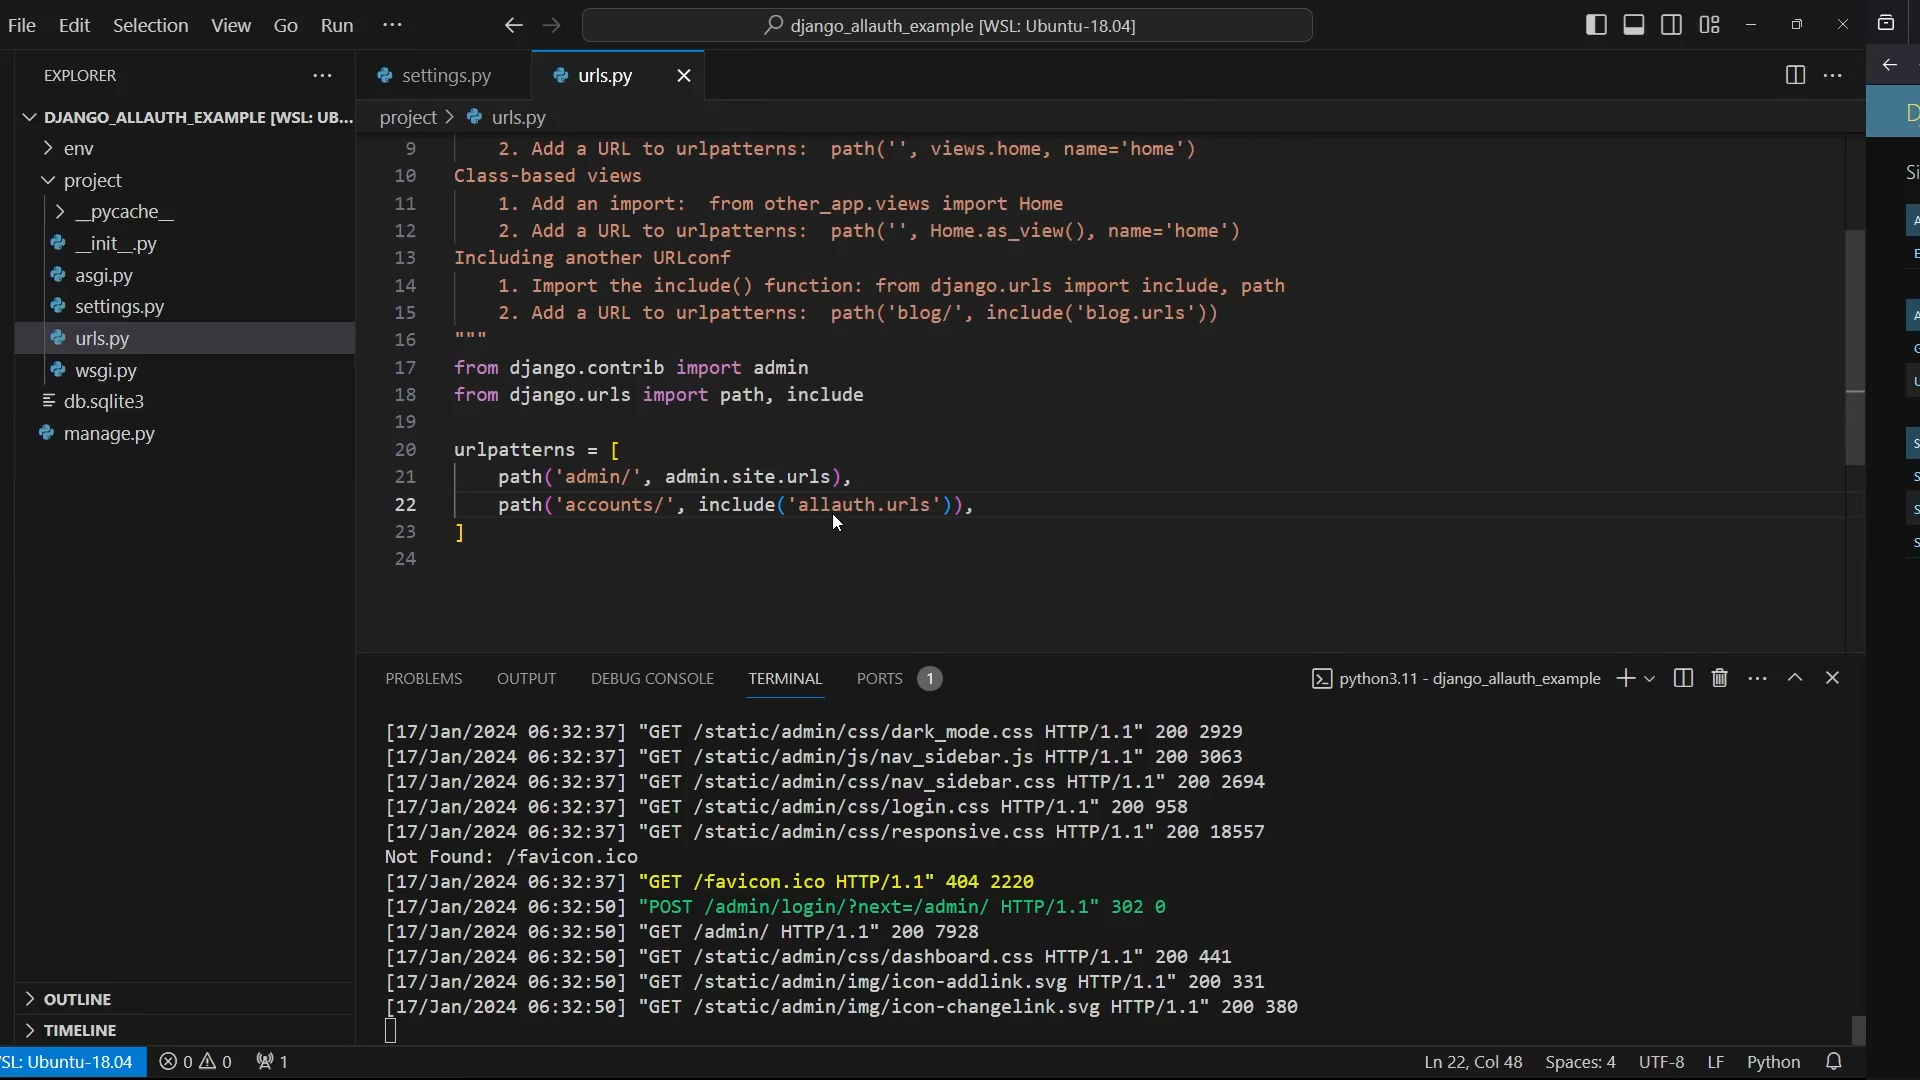 File Edit Selection View Go Run ···
django_allauth_example [WSL: Ubuntu-18.04]
EXPLORER
DJANGO_ALLAUTH_EXAMPLE [WSL: UB...
env
project
__pycache__
__init__.py
asgi.py
settings.py
urls.py
wsgi.py
db.sqlite3
manage.py
OUTLINE
TIMELINE
settings.py
urls.py
project > urls.py
9 2. Add a URL to urlpatterns:  path('', views.home, name='home')
10 Class-based views
11 1. Add an import:  from other_app.views import Home
12 2. Add a URL to urlpatterns:  path('', Home.as_view(), name='home')
13 Including another URLconf
14 1. Import the include() function: from django.urls import include, path
15 2. Add a URL to urlpatterns:  path('blog/', include('blog.urls'))
16 """
17 from django.contrib import admin
18 from django.urls import path, include
19
20 urlpatterns = [
21 path('admin/', admin.site.urls),
22 path('accounts/', include('allauth.urls')),
23 ]
24
PROBLEMS OUTPUT DEBUG CONSOLE TERMINAL PORTS 1
python3.11 - django_allauth_example
[17/Jan/2024 06:32:37] "GET /static/admin/css/dark_mode.css HTTP/1.1" 200 2929
[17/Jan/2024 06:32:37] "GET /static/admin/js/nav_sidebar.js HTTP/1.1" 200 3063
[17/Jan/2024 06:32:37] "GET /static/admin/css/nav_sidebar.css HTTP/1.1" 200 2694
[17/Jan/2024 06:32:37] "GET /static/admin/css/login.css HTTP/1.1" 200 958
[17/Jan/2024 06:32:37] "GET /static/admin/css/responsive.css HTTP/1.1" 200 18557
Not Found: /favicon.ico
[17/Jan/2024 06:32:37] "GET /favicon.ico HTTP/1.1" 404 2220
[17/Jan/2024 06:32:50] "POST /admin/login/?next=/admin/ HTTP/1.1" 302 0
[17/Jan/2024 06:32:50] "GET /admin/ HTTP/1.1" 200 7928
[17/Jan/2024 06:32:50] "GET /static/admin/css/dashboard.css HTTP/1.1" 200 441
[17/Jan/2024 06:32:50] "GET /static/admin/img/icon-addlink.svg HTTP/1.1" 200 331
[17/Jan/2024 06:32:50] "GET /static/admin/img/icon-changelink.svg HTTP/1.1" 200 380
SL: Ubuntu-18.04 0 0 1 Ln 22, Col 48 Spaces: 4 UTF-8 LF Python